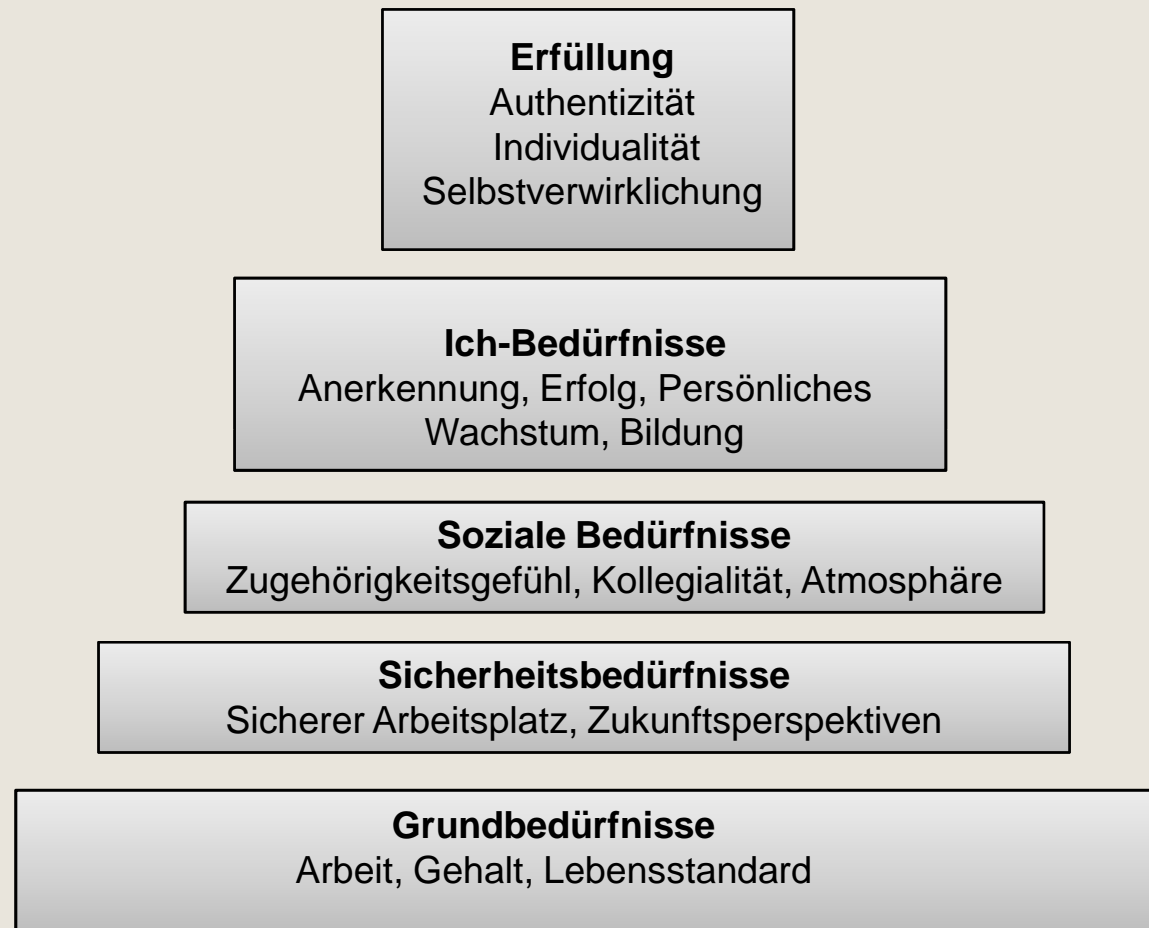 Erfüllung
Authentizität
Individualität
Selbstverwirklichung
Ich-Bedürfnisse
Anerkennung, Erfolg, Persönliches
Wachstum, Bildung
Soziale Bedürfnisse
Zugehörigkeitsgefühl, Kollegialität, Atmosphäre
Sicherheitsbedürfnisse
Sicherer Arbeitsplatz, Zukunftsperspektiven
Grundbedürfnisse
Arbeit, Gehalt, Lebensstandard